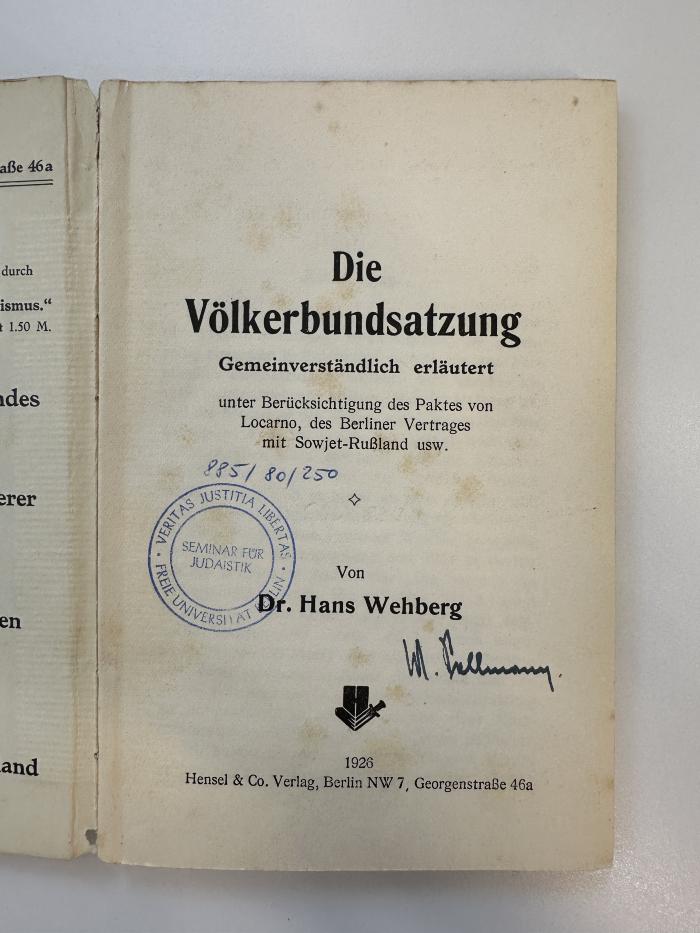 aße 46a
durch
ismus.“
1.50 M.
ndes
erer
en
land
Die
Völkerbundsatzung
Gemeinverständlich erläutert
unter Berücksichtigung des Paktes von
Locarno, des Berliner Vertrages
mit Sowjet-Rußland usw.
885/80/250
VERITAS JUSTITIA LIBERTAS
SEMINAR FÜR
JUDAISTIK
FREIE UNIVERSITÄT BERLIN
Von
Dr. Hans Wehberg
H
1926
Hensel & Co. Verlag, Berlin NW 7, Georgenstraße 46a